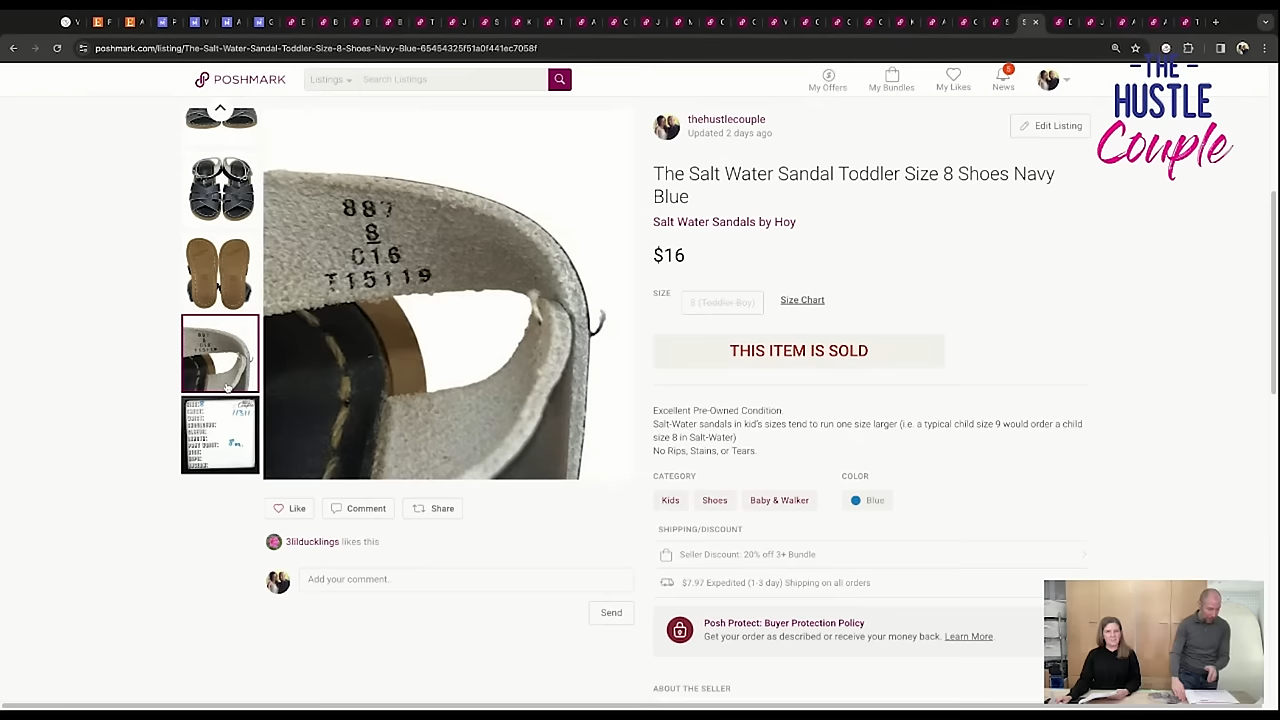 V
F
F
M
P
V
M
poshmark.com/listing/The-Salt-Water-Sandal-Toddler-Size-8-Shoes-Navy-Blue-65454325f51a0f441ec7058f
POSHMARK
Listings
Search Listings
My Offers
My Bundles
My Likes
5
News
-THE-
HUSTLE
Couple
thehustlecouple
Updated 2 days ago
Edit Listing
The Salt Water Sandal Toddler Size 8 Shoes Navy
Blue
Salt Water Sandals by Hoy
$16
SIZE
8 (Toddler Boy)
Size Chart
THIS ITEM IS SOLD
887
8
C16
T15119
Excellent Pre-Owned Condition.
Salt-Water sandals in kid's sizes tend to run one size larger (i.e. a typical child size 9 would order a child
size 8 in Salt-Water)
No Rips, Stains, or Tears.
CATEGORY
COLOR
Kids
Shoes
Baby & Walker
Blue
Like
Comment
Share
3lilducklings likes this
Add your comment.
Send
SHIPPING/DISCOUNT
Seller Discount: 20% off 3+ Bundle
$7.97 Expedited (1-3 day) Shipping on all orders
Posh Protect: Buyer Protection Policy
Get your order as described or receive your money back. Learn More.
ABOUT THE SELLER